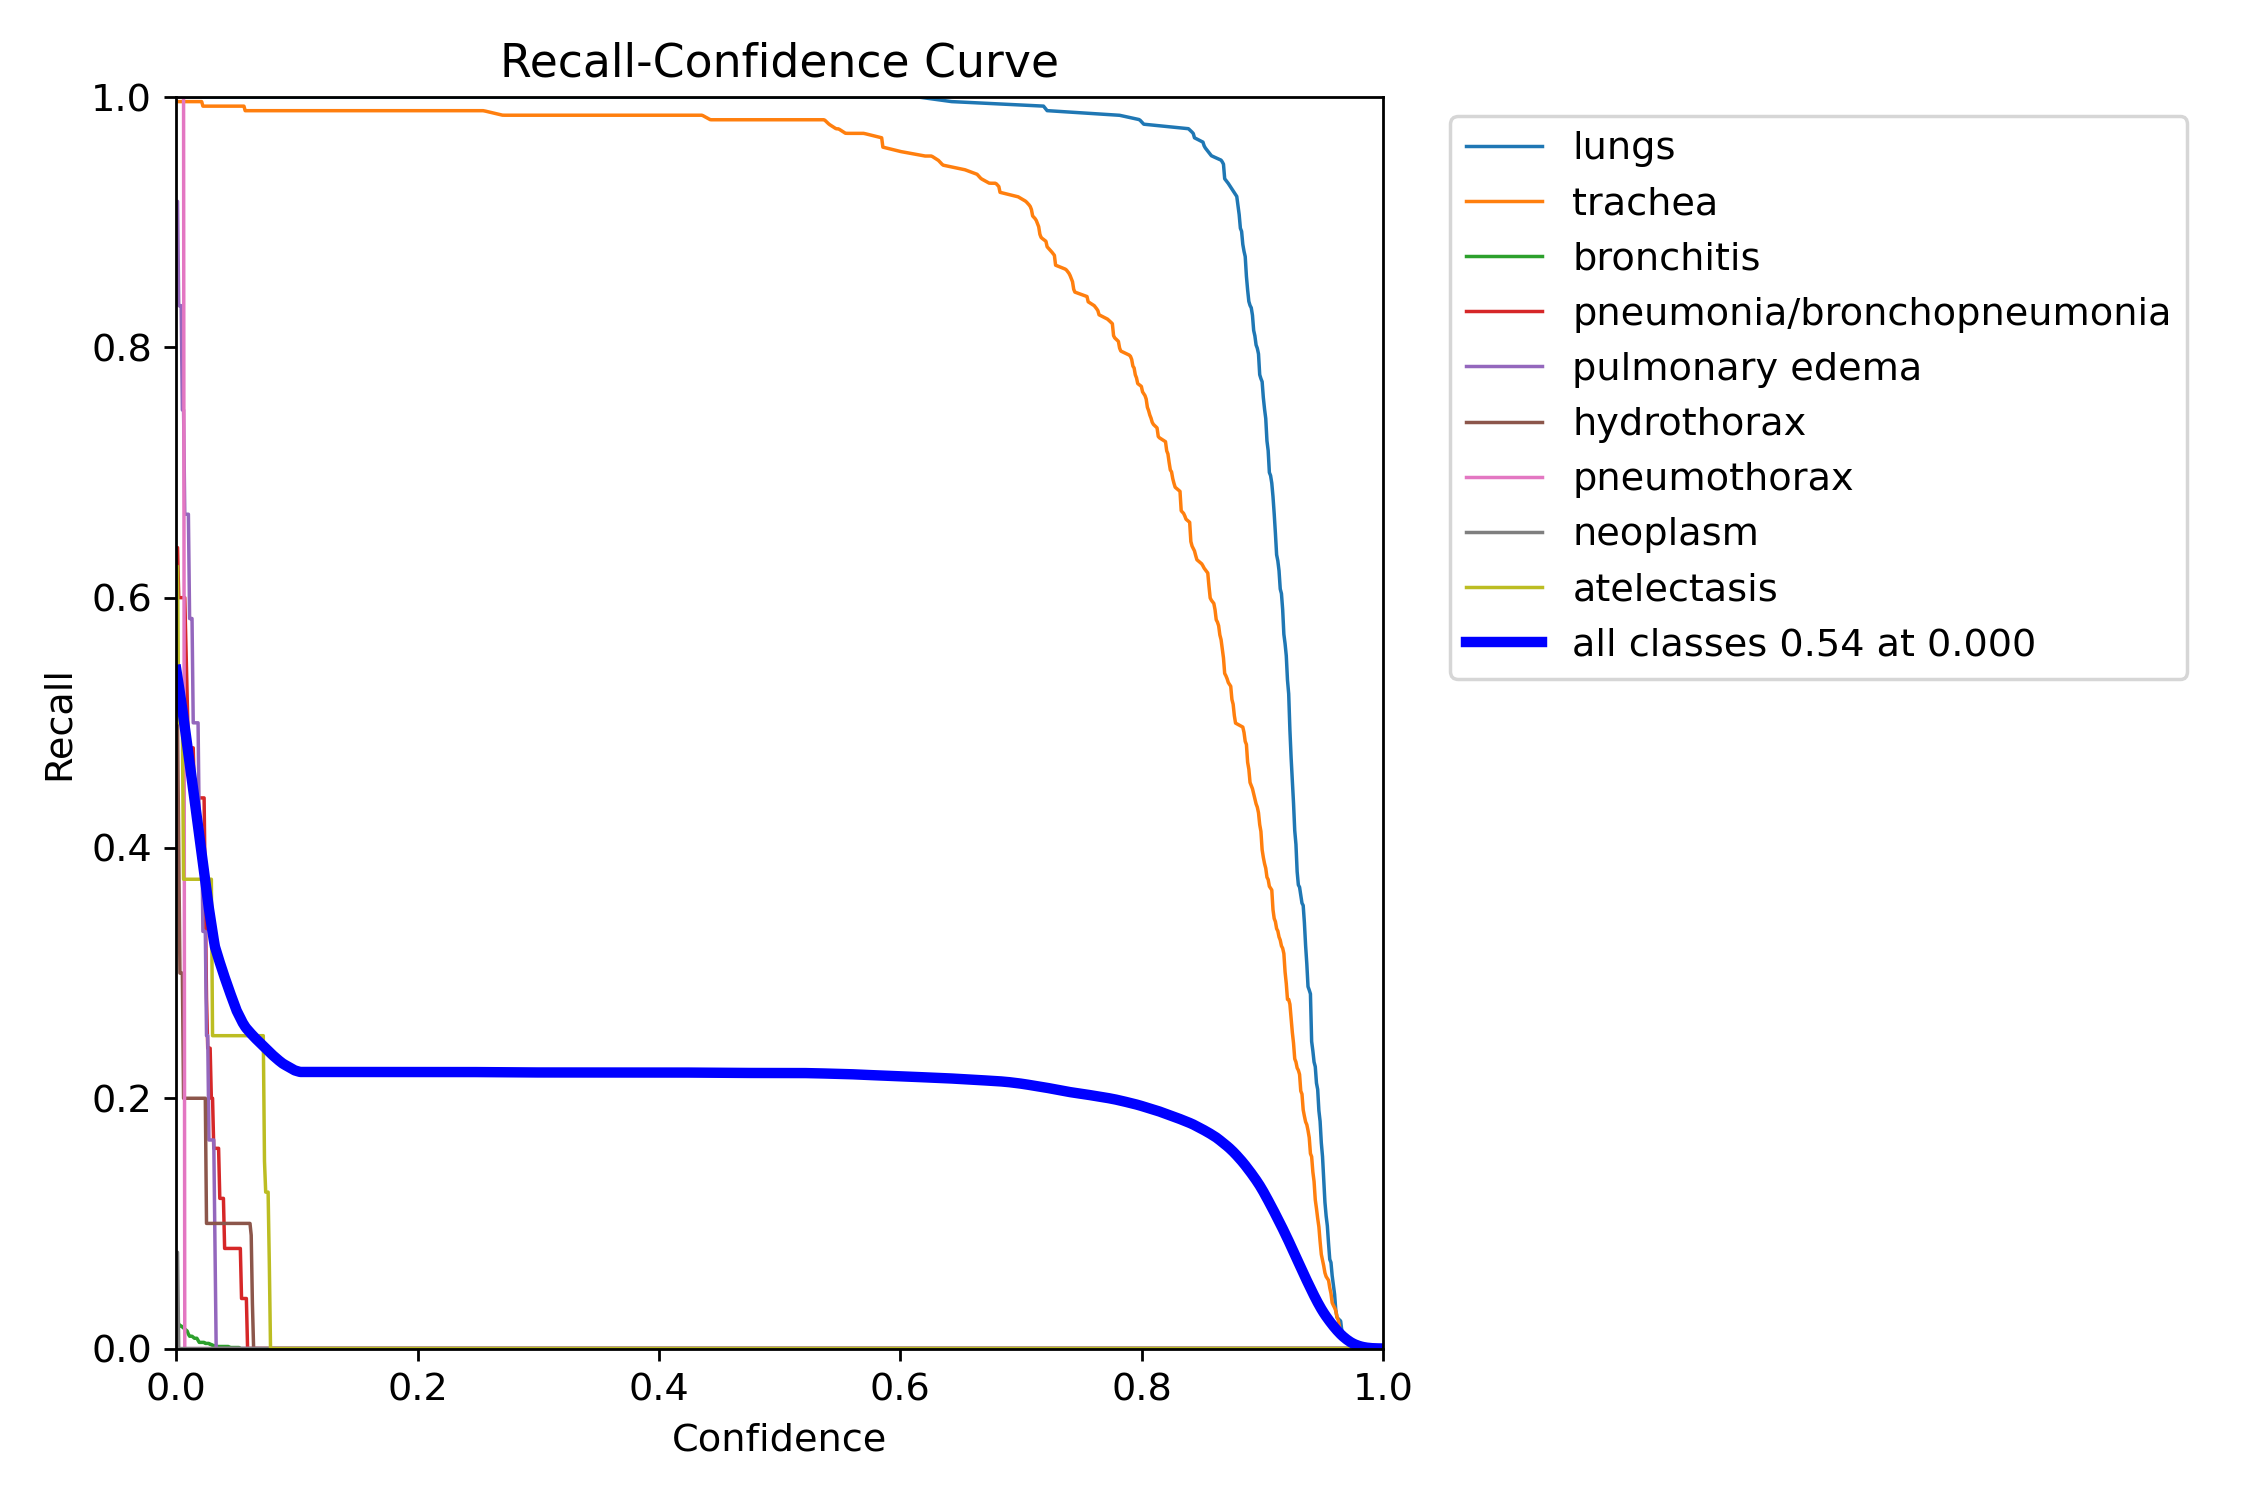 Recall-Confidence Curve
1.0
0.8
0.6
0.4
0.2
0.0
Recall
0.0 0.2 0.4 0.6 0.8 1.0
Confidence
lungs
trachea
bronchitis
pneumonia/bronchopneumonia
pulmonary edema
hydrothorax
pneumothorax
neoplasm
atelectasis
all classes 0.54 at 0.000